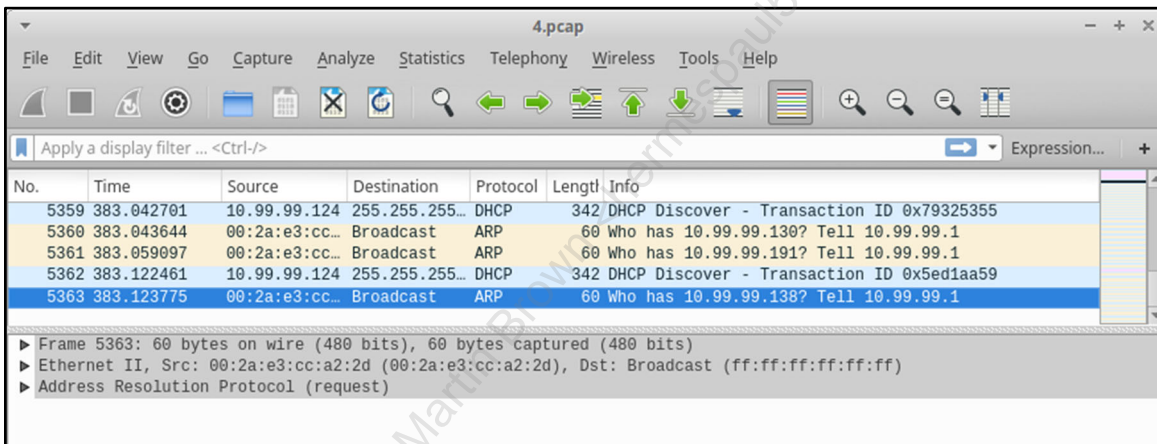 4.pcap
File Edit View Go Capture Analyze Statistics Telephony Wireless Tools Help
Apply a display filter ... <Ctrl-/> Expression... +
No. Time Source Destination Protocol Lengtl Info
5359 383.042701 10.99.99.124 255.255.255… DHCP 342 DHCP Discover - Transaction ID 0x79325355
5360 383.043644 00:2a:e3:cc… Broadcast ARP 60 Who has 10.99.99.130? Tell 10.99.99.1
5361 383.059097 00:2a:e3:cc… Broadcast ARP 60 Who has 10.99.99.191? Tell 10.99.99.1
5362 383.122461 10.99.99.124 255.255.255… DHCP 342 DHCP Discover - Transaction ID 0x5ed1aa59
5363 383.123775 00:2a:e3:cc… Broadcast ARP 60 Who has 10.99.99.138? Tell 10.99.99.1
Frame 5363: 60 bytes on wire (480 bits), 60 bytes captured (480 bits)
Ethernet II, Src: 00:2a:e3:cc:a2:2d (00:2a:e3:cc:a2:2d), Dst: Broadcast (ff:ff:ff:ff:ff:ff)
Address Resolution Protocol (request)
Martin Brown